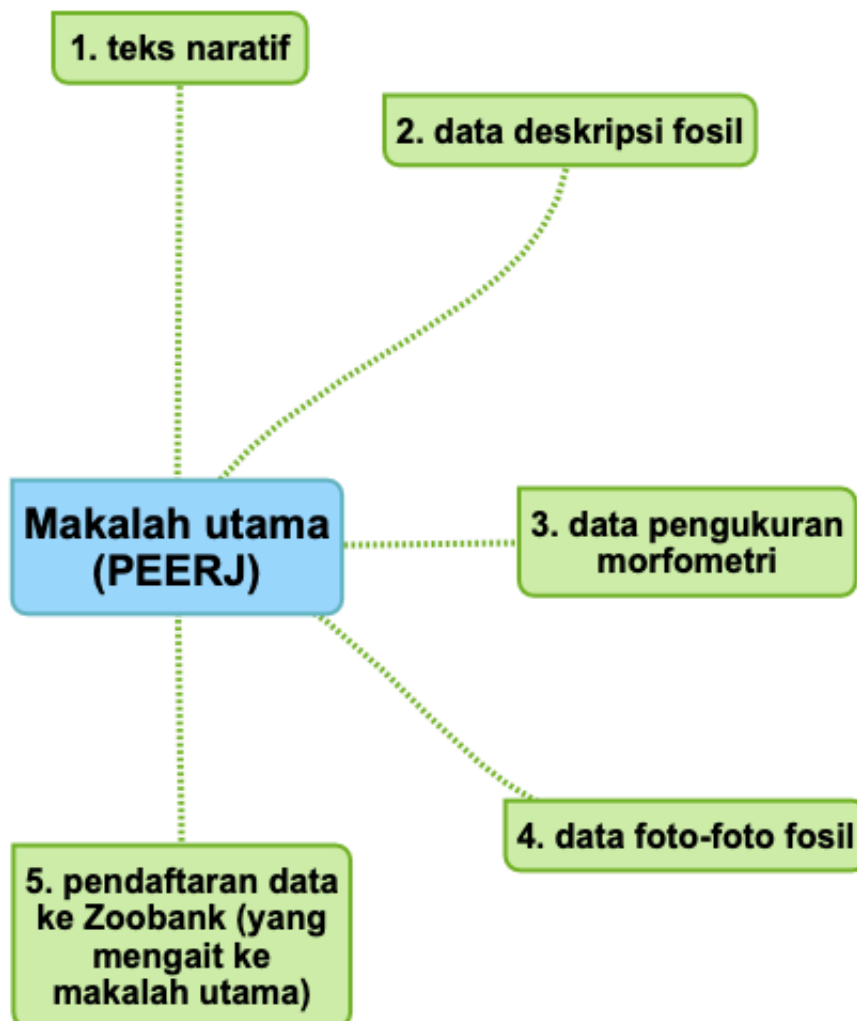 1. teks naratif
2. data deskripsi fosil
Makalah utama
(PEERJ)
3. data pengukuran
morfometri
4. data foto-foto fosil
5. pendaftaran data
ke Zoobank (yang
mengait ke
makalah utama)